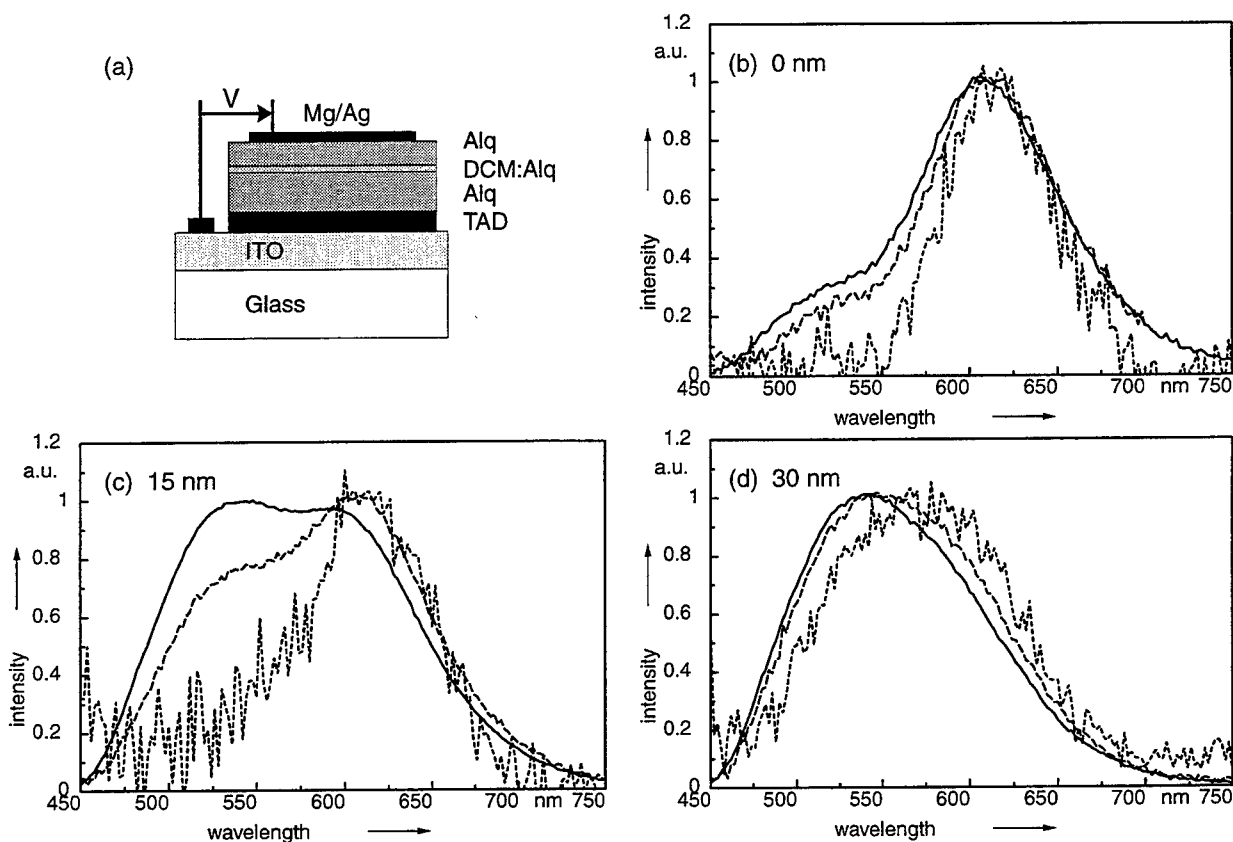 (a)
V
Mg/Ag
Alq
DCM:Alq
Alq
TAD
ITO
Glass
(b) 0 nm
1.2
a.u.
1
0.8
0.6
0.4
0.2
0
intensity
450
500
550
600
650
700
nm
750
wavelength
(c) 15 nm
1.2
a.u.
1
0.8
0.6
0.4
0.2
0
intensity
450
500
550
600
650
700
nm
750
wavelength
(d) 30 nm
1.2
a.u.
1
0.8
0.6
0.4
0.2
0
intensity
450
500
550
600
650
700
nm
750
wavelength